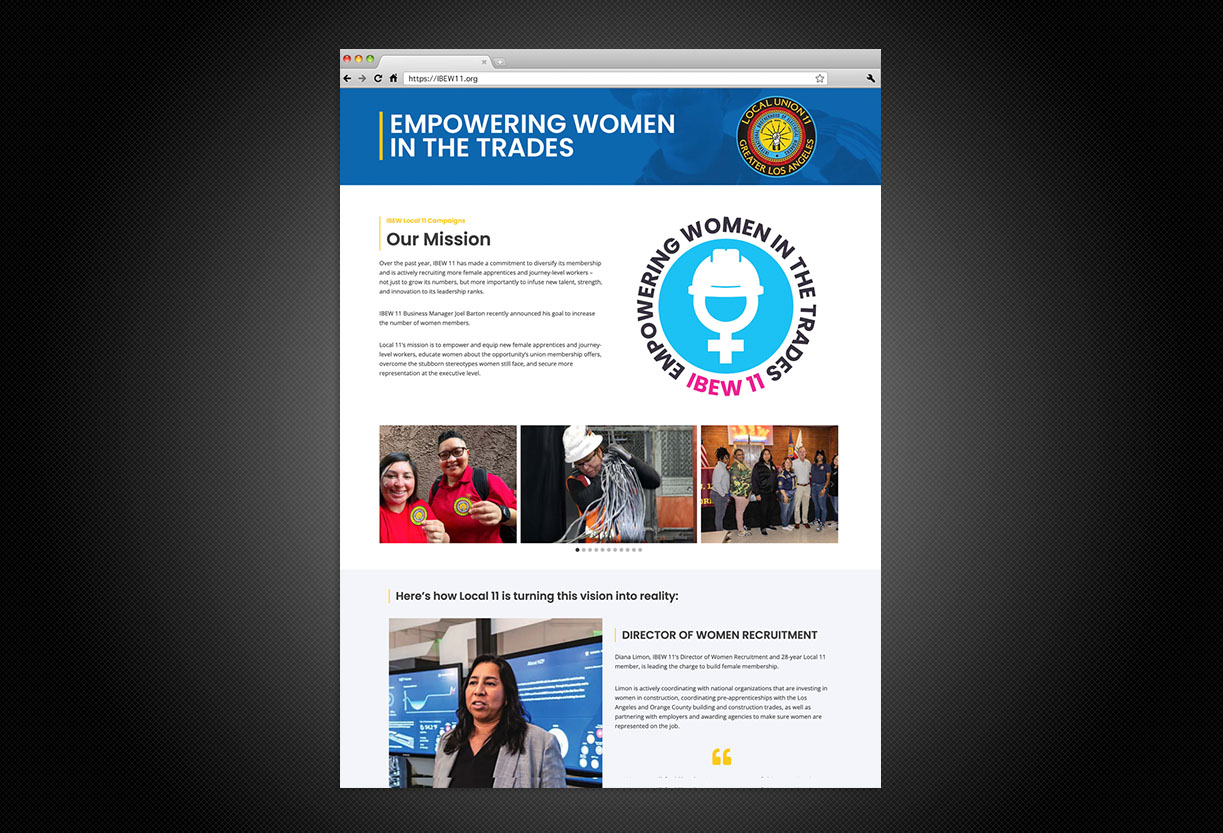 https://IBEW11.org
EMPOWERING WOMEN
IN THE TRADES
LOCAL UNION 11
GREATER LOS ANGELES
IBEW Local 11 Campaigns
Our Mission
Over the past year, IBEW 11 has made a commitment to diversify its membership
and is actively recruiting more female apprentices and journey-level workers –
not just to grow its numbers, but more importantly to infuse new talent, strength,
and innovation to its leadership ranks.
IBEW 11 Business Manager Joel Barton recently announced his goal to increase
the number of women members.
Local 11's mission is to empower and equip new female apprentices and journey-
level workers, educate women about the opportunity's union membership offers,
overcome the stubborn stereotypes women still face, and secure more
representation at the executive level.
EMPOWERING WOMEN IN THE TRADES
IBEW 11
Here's how Local 11 is turning this vision into reality:
DIRECTOR OF WOMEN RECRUITMENT
Diana Limon, IBEW 11's Director of Women Recruitment and 28-year Local 11
member, is leading the charge to build female membership.
Limon is actively coordinating with national organizations that are investing in
women in construction, coordinating pre-apprenticeships with the Los
Angeles and Orange County building and construction trades, as well as
partnering with employers and awarding agencies to make sure women are
represented on the job.